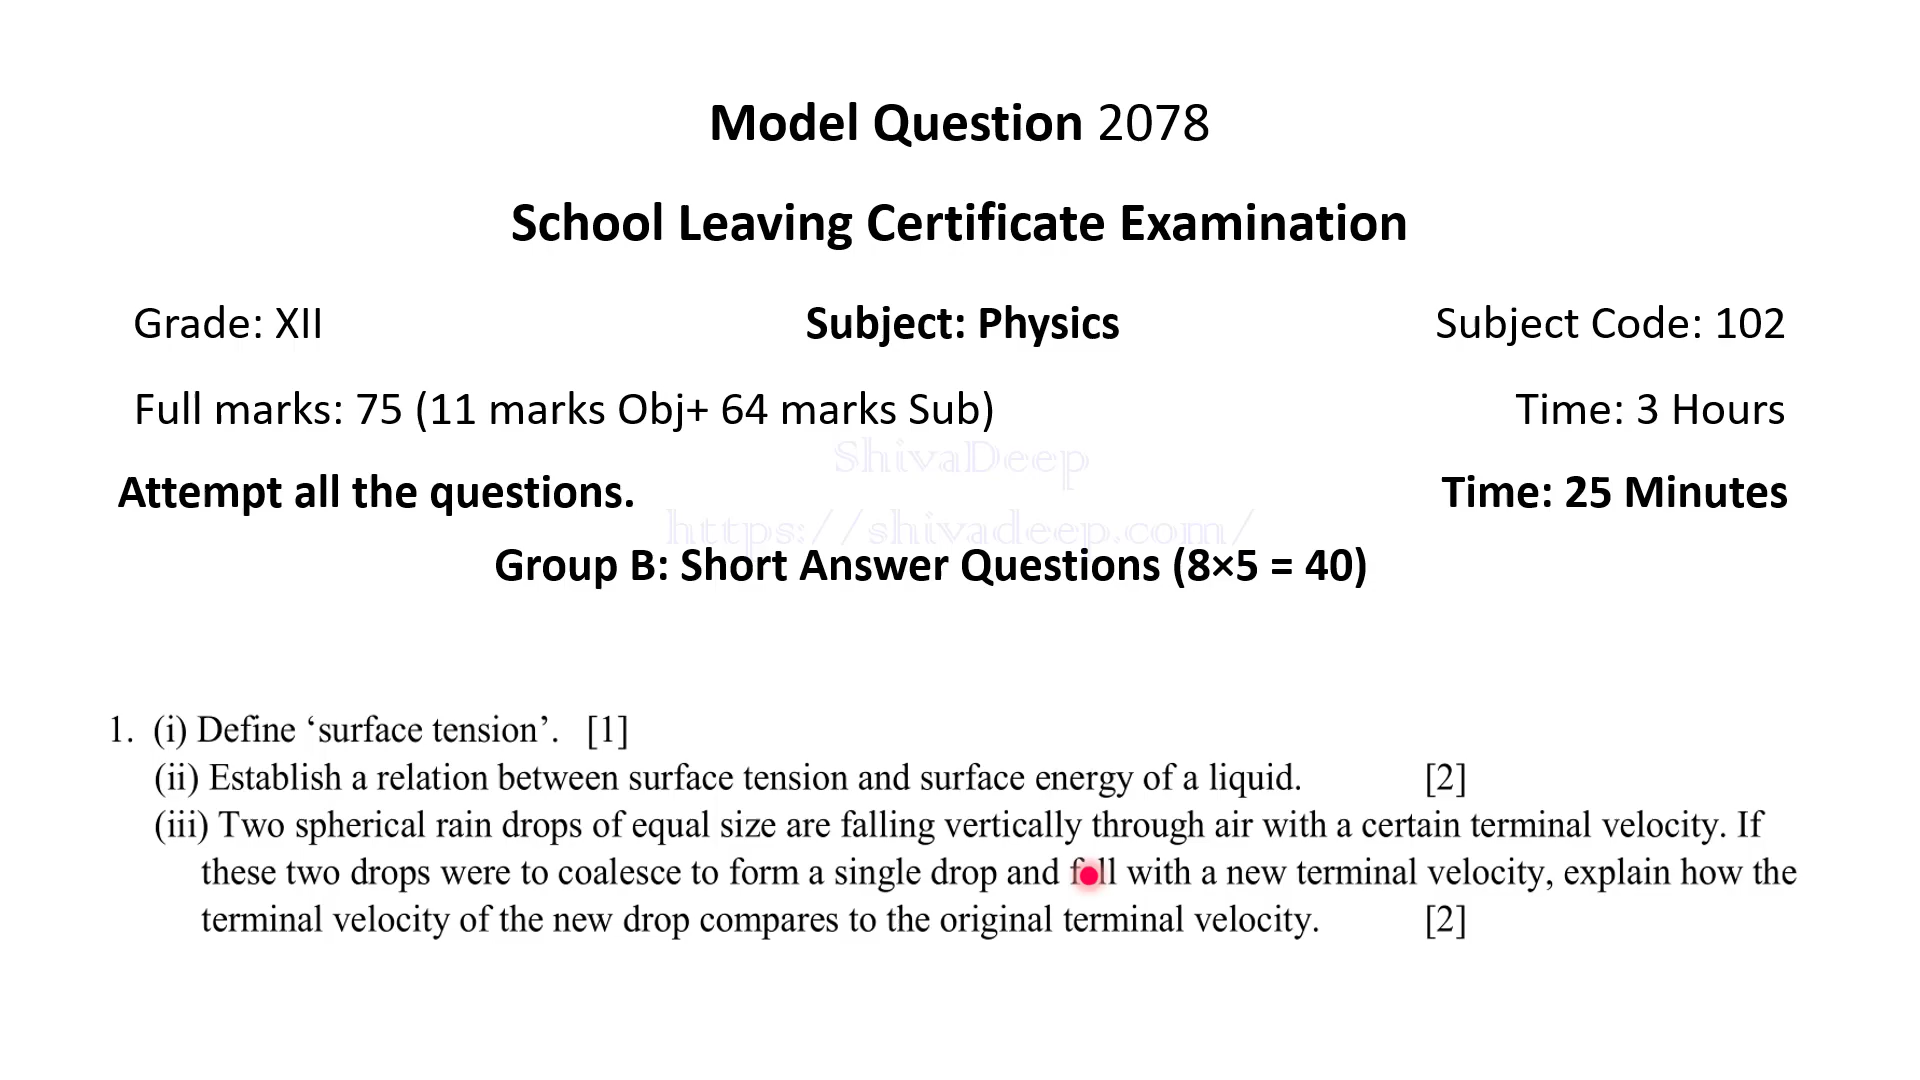 Model Question 2078
School Leaving Certificate Examination
Grade: XII Subject: Physics Subject Code: 102
Full marks: 75 (11 marks Obj+ 64 marks Sub) Time: 3 Hours
ShivaDeep
Attempt all the questions. Time: 25 Minutes
https://shivadeep.com/
Group B: Short Answer Questions (8×5 = 40)
1. (i) Define ‘surface tension’. [1]
(ii) Establish a relation between surface tension and surface energy of a liquid. [2]
(iii) Two spherical rain drops of equal size are falling vertically through air with a certain terminal velocity. If
these two drops were to coalesce to form a single drop and fall with a new terminal velocity, explain how the
terminal velocity of the new drop compares to the original terminal velocity. [2]